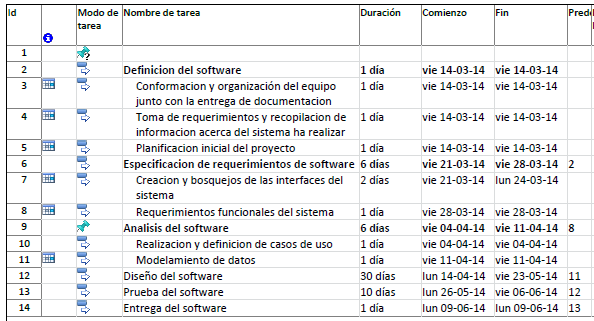 Id Modo de tarea Nombre de tarea Duración Comienzo Fin Prede
1
2 Definicion del software 1 día vie 14-03-14 vie 14-03-14
3 Conformacion y organización del equipo 1 día vie 14-03-14 vie 14-03-14
junto con la entrega de documentacion
4 Toma de requerimientos y recopilacion de 1 día vie 14-03-14 vie 14-03-14
informacion acerca del sistema ha realizar
5 Planificacion inicial del proyecto 1 día vie 14-03-14 vie 14-03-14
6 Especificacion de requerimientos de software 6 días vie 21-03-14 vie 28-03-14 2
7 Creacion y bosquejos de las interfaces del 2 días vie 21-03-14 lun 24-03-14
sistema
8 Requerimientos funcionales del sistema 1 día vie 28-03-14 vie 28-03-14
9 Analisis del software 6 días vie 04-04-14 vie 11-04-14 8
10 Realizacion y definicion de casos de uso 1 día vie 04-04-14 vie 04-04-14
11 Modelamiento de datos 1 día vie 11-04-14 vie 11-04-14
12 Diseño del software 30 días lun 14-04-14 vie 23-05-14 11
13 Prueba del software 10 días lun 26-05-14 vie 06-06-14 12
14 Entrega del software 1 día lun 09-06-14 lun 09-06-14 13